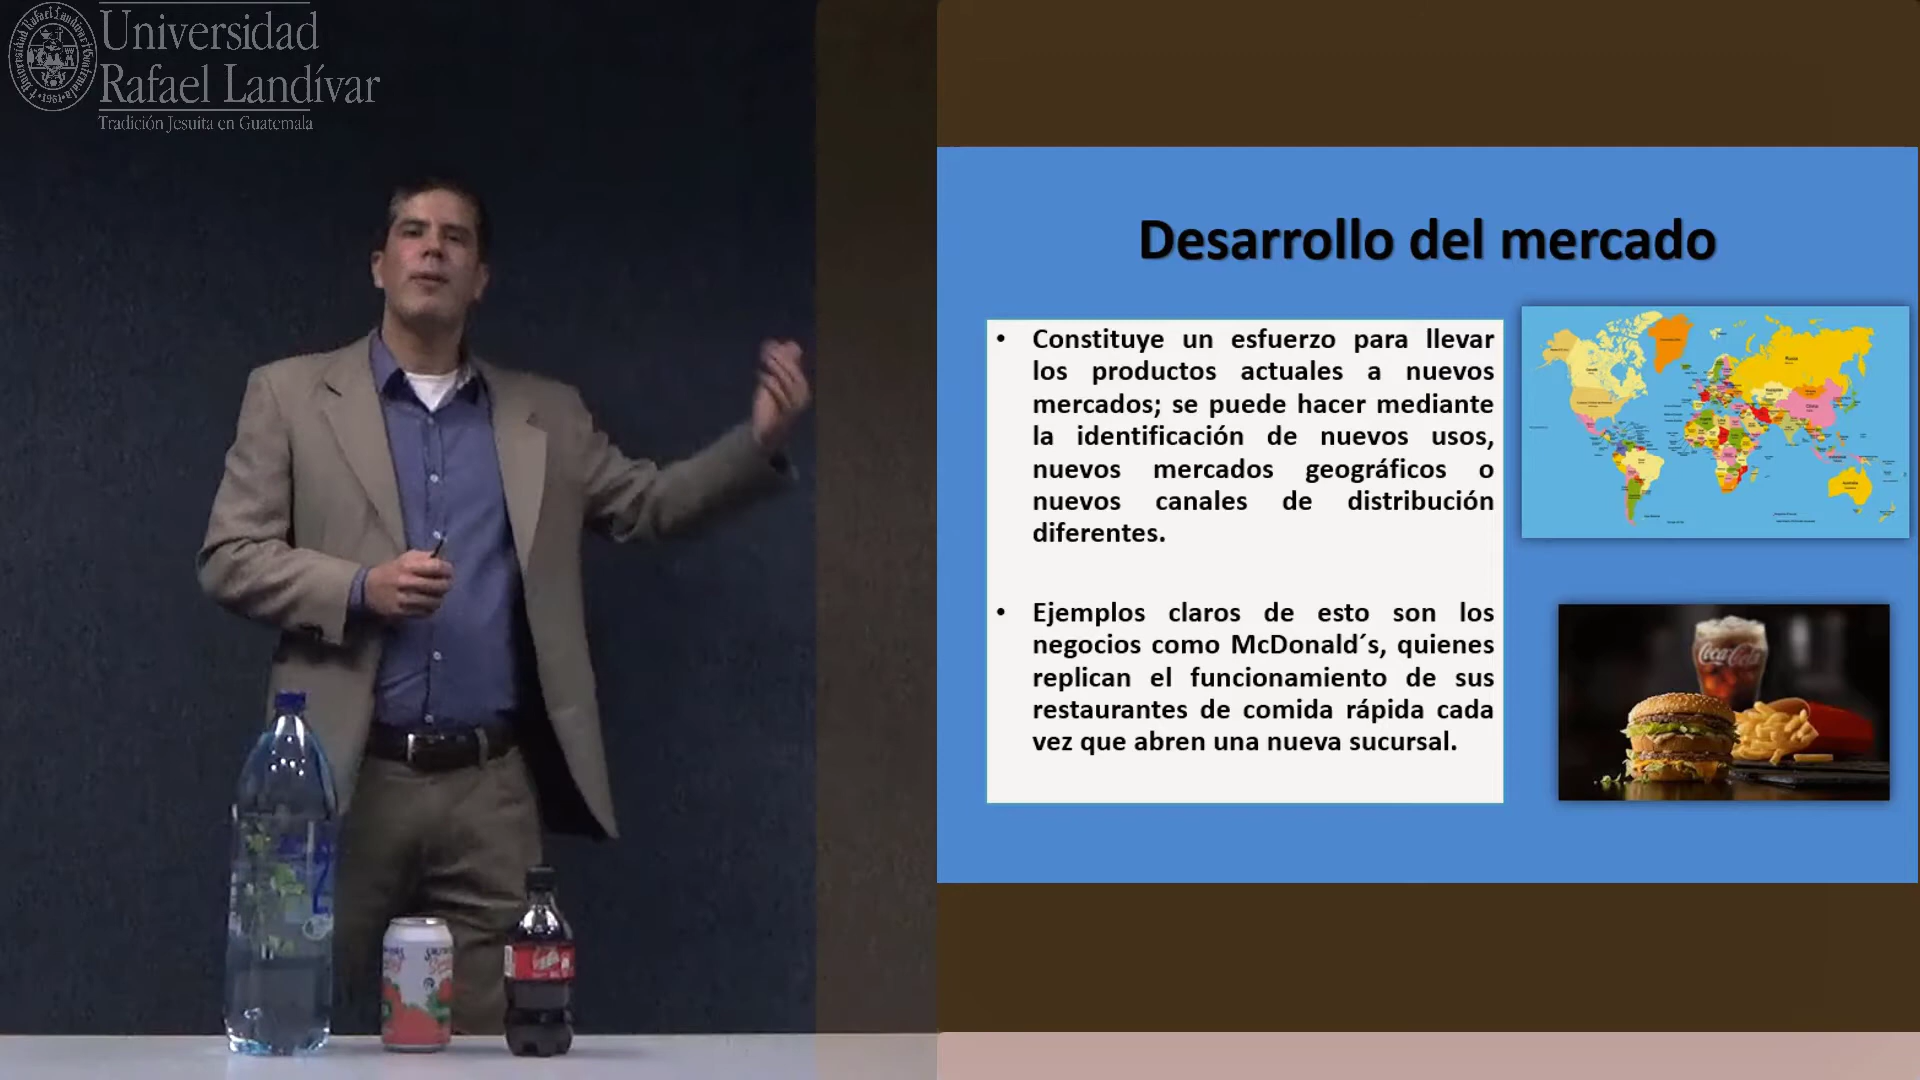 Universidad
Rafael Landívar
Tradición Jesuita en Guatemala
Desarrollo del mercado
• Constituye un esfuerzo para llevar
los productos actuales a nuevos
mercados; se puede hacer mediante
la identificación de nuevos usos,
nuevos mercados geográficos o
nuevos canales de distribución
diferentes.
• Ejemplos claros de esto son los
negocios como McDonald´s, quienes
replican el funcionamiento de sus
restaurantes de comida rápida cada
vez que abren una nueva sucursal.
Coca-Cola